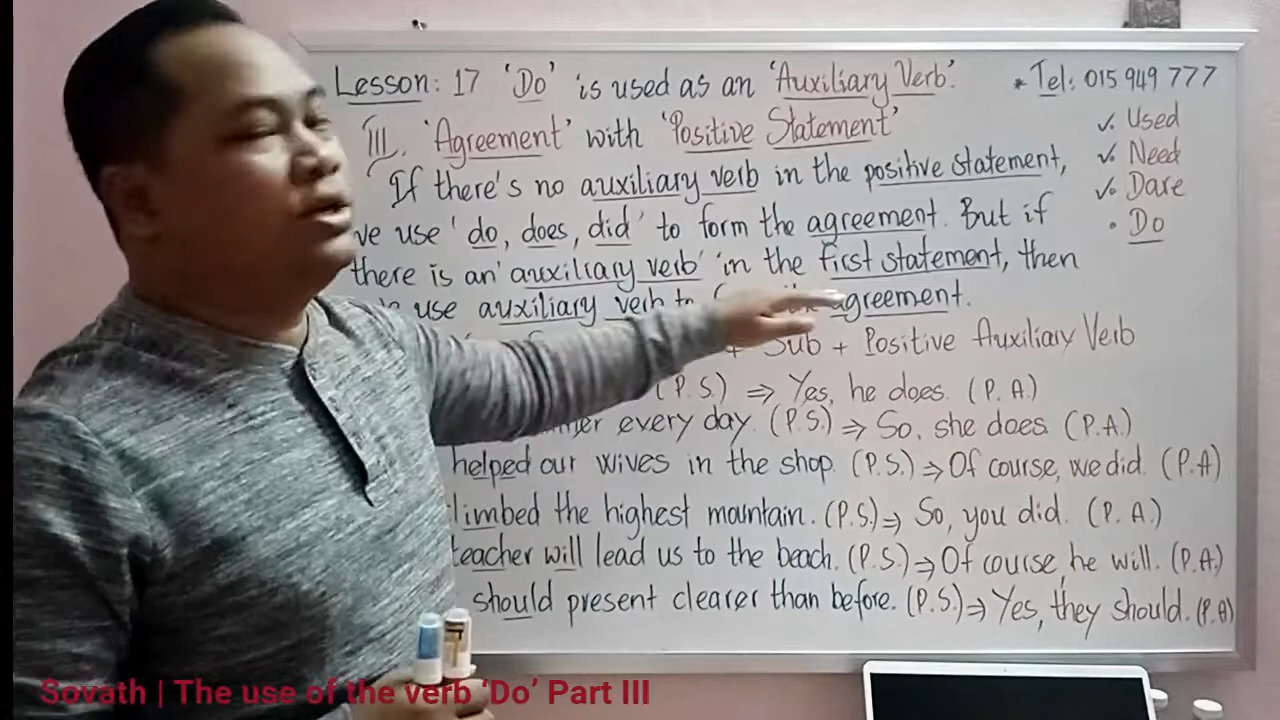 Lesson: 17 'Do' is used as an 'Auxiliary Verb'.
* Tel: 015 949 777
III. 'Agreement' with 'Positive Statement'
If there's no auxiliary verb in the positive statement,
use 'do, does, did' to form the agreement. But if
there is an 'auxiliary verb' in the first statement, then
use auxiliary verb to agreement.
+ Sub + Positive Auxiliary Verb
(P.S.) ⇒ Yes, he does. (P.A.)
every day. (P.S.) ⇒ So, she does. (P.A.)
helped our wives in the shop. (P.S.) ⇒ Of course, we did. (P.A)
the highest mountain. (P.S.) ⇒ So, you did. (P.A.)
teacher will lead us to the beach. (P.S.) ⇒ Of course, he will. (P.A.)
should present clearer than before. (P.S.) ⇒ Yes, they should. (P.A)
✓. Used
✓. Need
✓. Dare
• Do
Sovath | The use of the verb 'Do' Part III